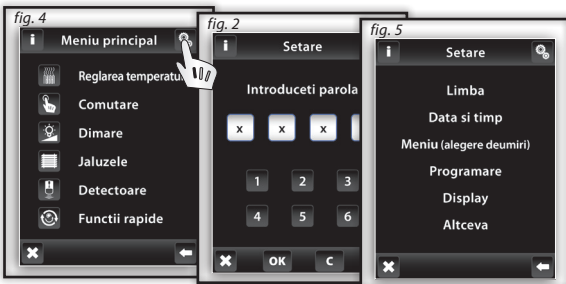 fig. 4
i Meniu principal
Reglarea temperatu
Comutare
Dimare
Jaluzele
Detectoare
Functii rapide
fig. 2
i Setare
Introduceti parola
x x x
1 2 3
4 5 6
OK C
fig. 5
i Setare
Limba
Data si timp
Meniu (alegere deumiri)
Programare
Display
Altceva